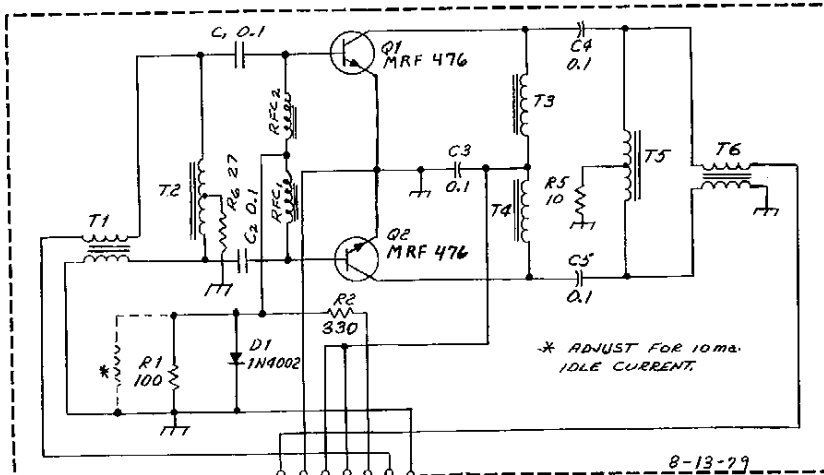 C1 0.1
Q1
MRF 476
C4
0.1
RFC2
T3
T2
R6 27
C2 0.1
RFC1
C3
0.1
R5
10
T5
T6
T4
T1
Q2
MRF 476
C5
0.1
R2
330
*
R1
100
D1
1N4002
* ADJUST FOR 10ma.
IDLE CURRENT.
8-13-79